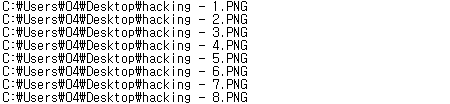 C:₩Users₩04₩Desktop₩hacking - 1.PNG
C:₩Users₩04₩Desktop₩hacking - 2.PNG
C:₩Users₩04₩Desktop₩hacking - 3.PNG
C:₩Users₩04₩Desktop₩hacking - 4.PNG
C:₩Users₩04₩Desktop₩hacking - 5.PNG
C:₩Users₩04₩Desktop₩hacking - 6.PNG
C:₩Users₩04₩Desktop₩hacking - 7.PNG
C:₩Users₩04₩Desktop₩hacking - 8.PNG